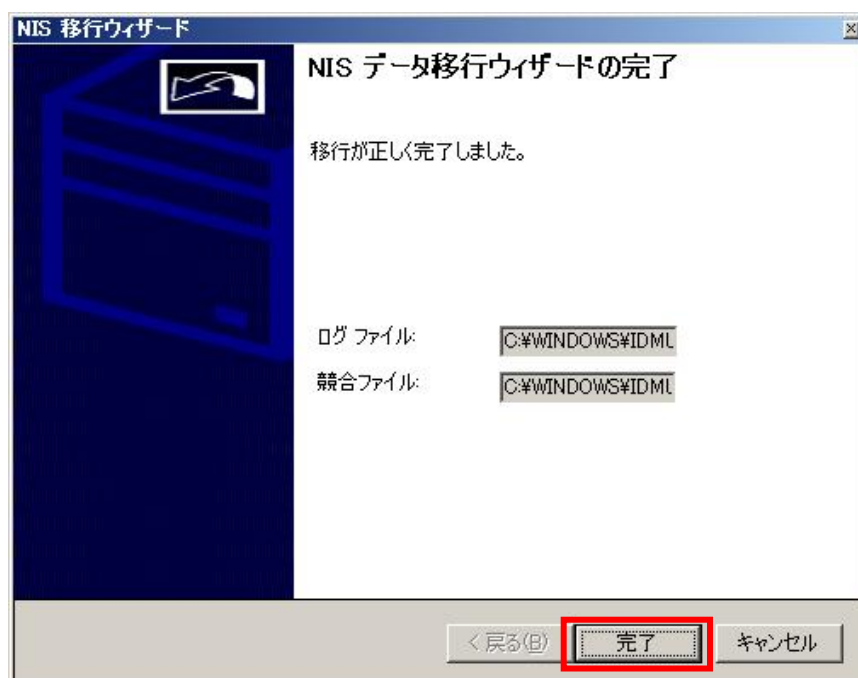 NIS 移行ウィザード
NIS データ移行ウィザードの完了
移行が正しく完了しました。
ログ ファイル:
C:¥WINDOWS¥IDMU
競合ファイル:
C:¥WINDOWS¥IDMU
< 戻る(B)
完了
キャンセル